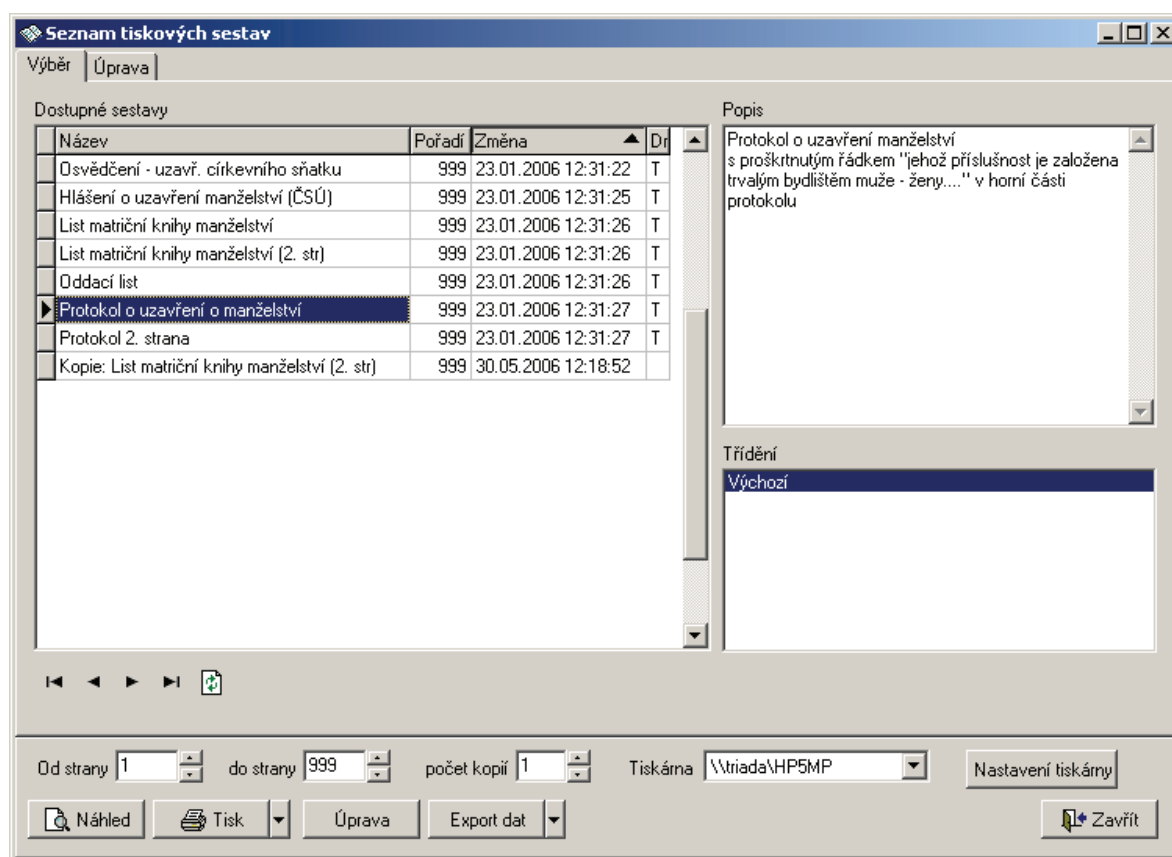 Seznam tiskových sestav
Výběr Úprava
Dostupné sestavy
Název Pořadí Změna Dr
Osvědčení - uzavř. církevního sňatku 999 23.01.2006 12:31:22 T
Hlášení o uzavření manželství (ČSÚ) 999 23.01.2006 12:31:25 T
List matriční knihy manželství 999 23.01.2006 12:31:26 T
List matriční knihy manželství (2. str) 999 23.01.2006 12:31:26 T
Oddací list 999 23.01.2006 12:31:26 T
Protokol o uzavření o manželství 999 23.01.2006 12:31:27 T
Protokol 2. strana 999 23.01.2006 12:31:27 T
Kopie: List matriční knihy manželství (2. str) 999 30.05.2006 12:18:52
Popis
Protokol o uzavření manželství
s proškrtnutým řádkem "jehož příslušnost je založena
trvalým bydlištěm muže - ženy...." v horní části
protokolu
Třídění
Výchozí
Od strany 1 do strany 999 počet kopií 1 Tiskárna \\triada\HP5MP Nastavení tiskárny
Náhled Tisk Úprava Export dat Zavřít